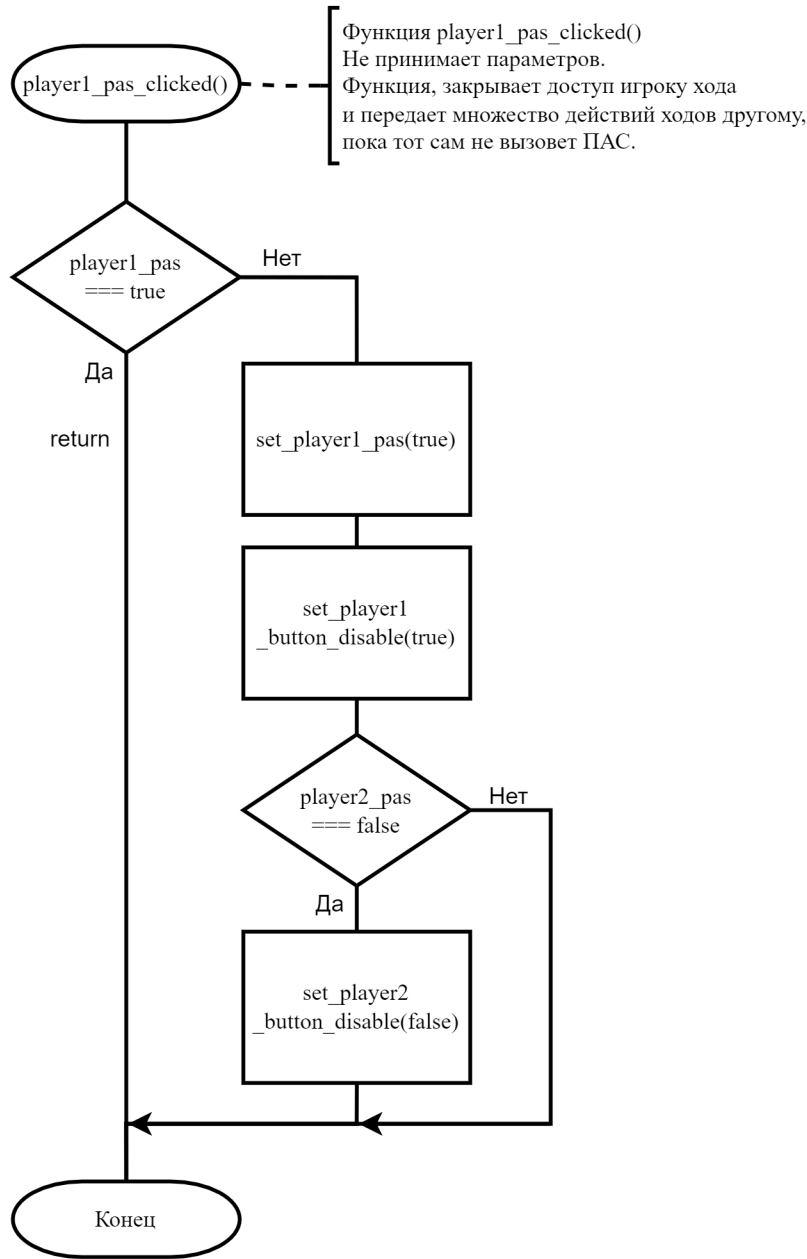 player1_pas_clicked()
Функция player1_pas_clicked()
Не принимает параметров.
Функция, закрывает доступ игроку хода
и передает множество действий ходов другому,
пока тот сам не вызовет ПАС.
player1_pas
=== true
Нет
Да
return
set_player1_pas(true)
set_player1
_button_disable(true)
player2_pas
=== false
Нет
Да
set_player2
_button_disable(false)
Конец